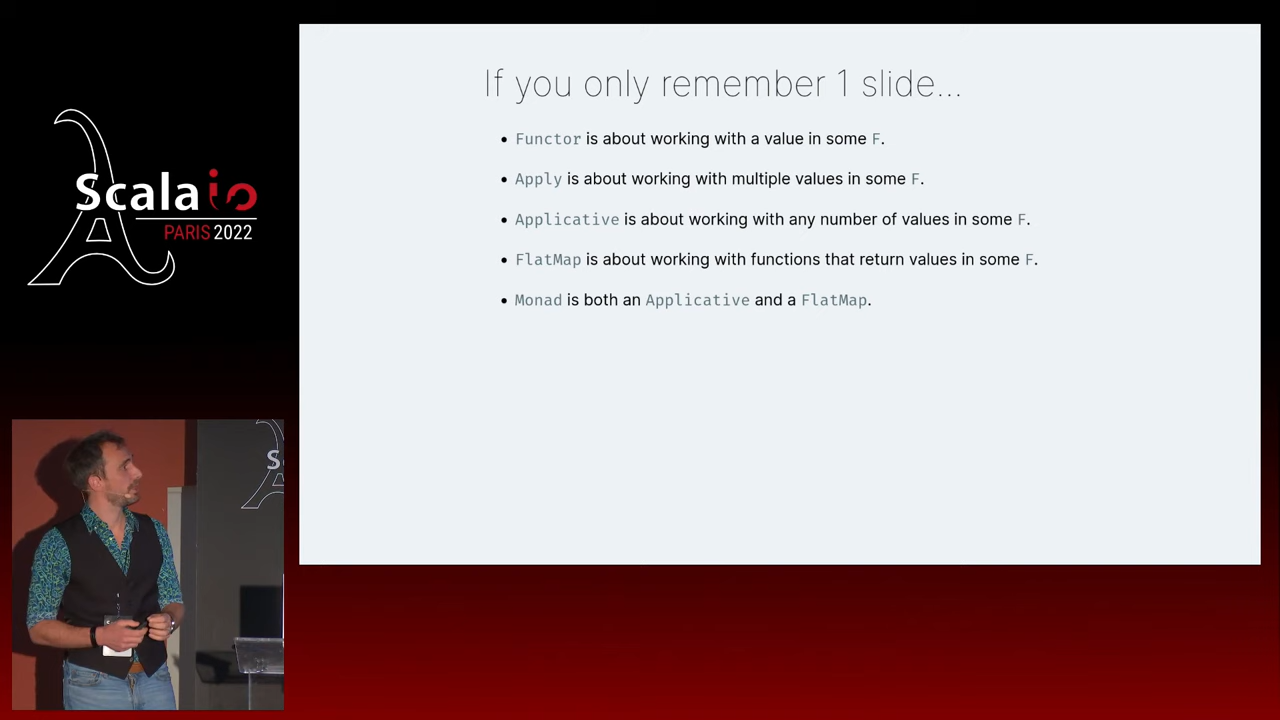 Scala io
PARIS 2022
If you only remember 1 slide...
• Functor is about working with a value in some F.
• Apply is about working with multiple values in some F.
• Applicative is about working with any number of values in some F.
• FlatMap is about working with functions that return values in some F.
• Monad is both an Applicative and a FlatMap.
S